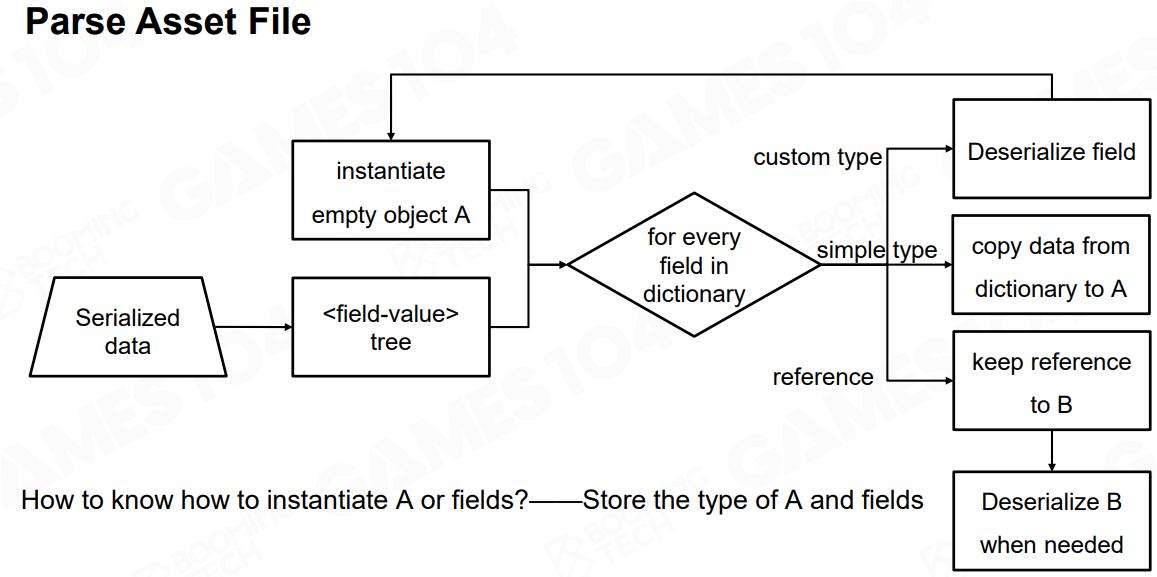 Parse Asset File
instantiate
empty object A
Serialized
data
<field-value>
tree
for every
field in
dictionary
custom type
simple type
reference
Deserialize field
copy data from
dictionary to A
keep reference
to B
Deserialize B
when needed
How to know how to instantiate A or fields?——Store the type of A and fields
GAMES104
BOOMING
TECH